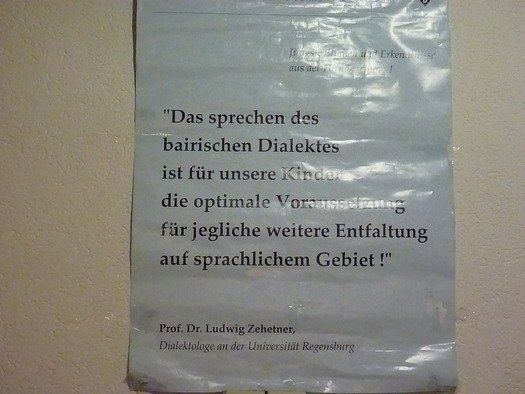 und Erkenntnisse
aus der
"Das sprechen des
bairischen Dialektes
ist für unsere Kinder
die optimale Voraussetzung
für jegliche weitere Entfaltung
auf sprachlichem Gebiet !"
Prof. Dr. Ludwig Zehetner,
Dialektologe an der Universität Regensburg